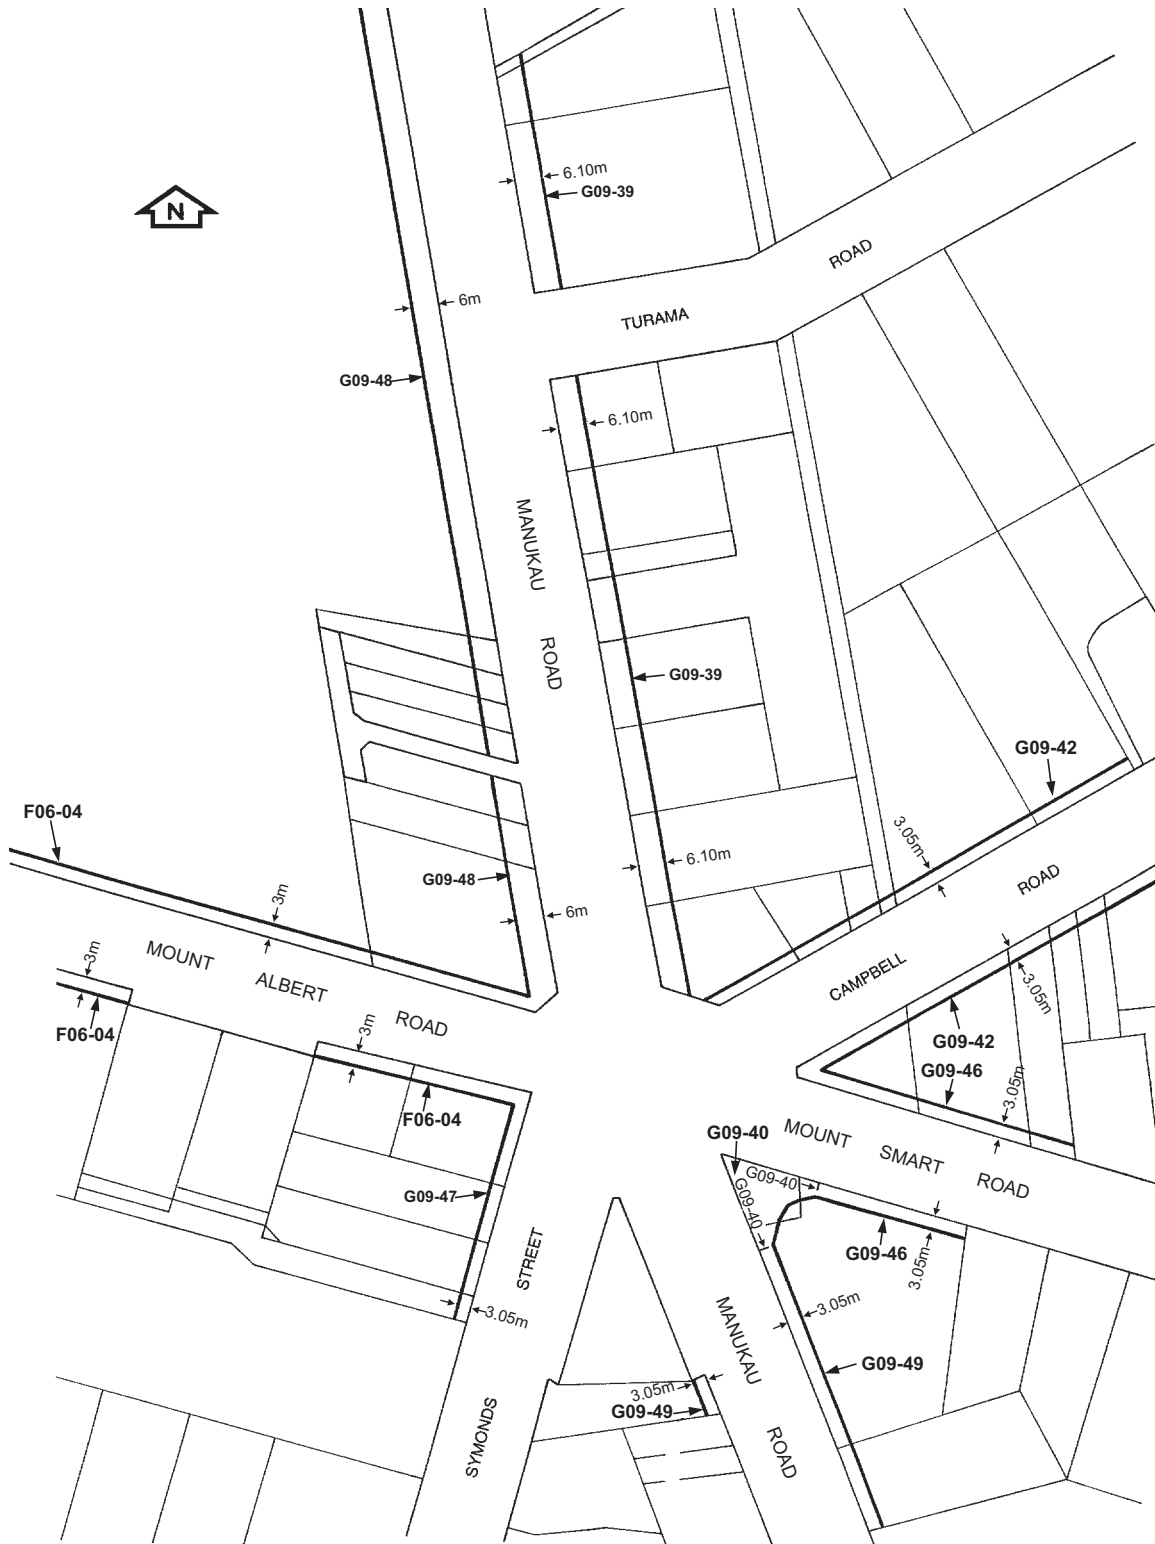 6.10m
G09-39
N
ROAD
6m
TURAMA
G09-48
6.10m
MANUKAU
ROAD
G09-39
G09-42
F06-04
3.05m
6.10m
G09-48
ROAD
3m
6m
MOUNT
ALBERT
ROAD
3m
CAMPBELL
3.05m
3m
F06-04
G09-42
G09-46
3.05m
F06-04
G09-40
MOUNT
SMART
ROAD
G09-40
G09-40
G09-47
STREET
G09-46
3.05m
3.05m
3.05m
MANUKAU
G09-49
3.05m
G09-49
SYMONDS
ROAD